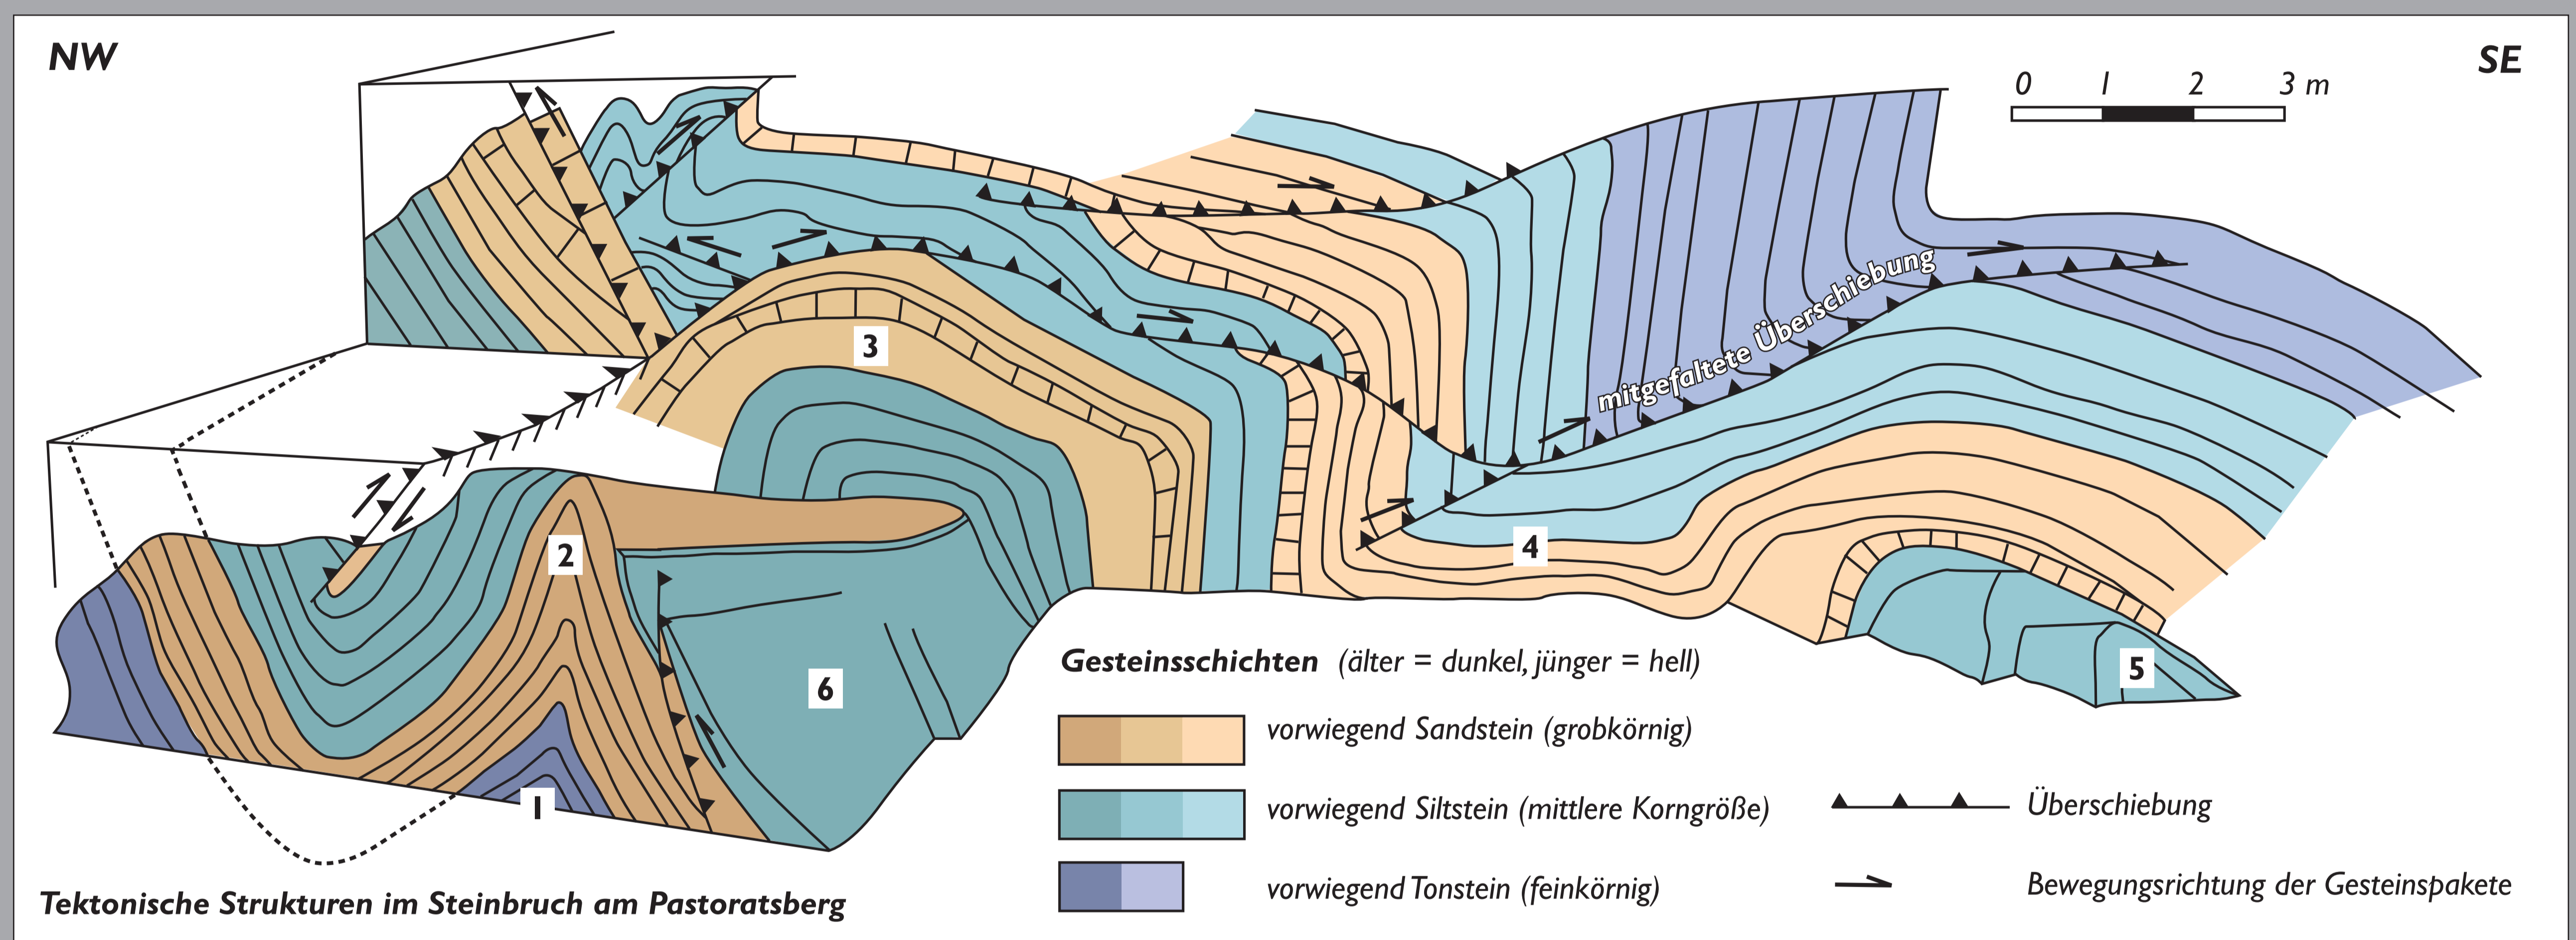 NW
SE
0 1 2 3 m
mitgefaltete Überschiebung
3
2
4
5
6
1
Gesteinsschichten (älter = dunkel, jünger = hell)
vorwiegend Sandstein (grobkörnig)
vorwiegend Siltstein (mittlere Korngröße)
Überschiebung
vorwiegend Tonstein (feinkörnig)
Bewegungsrichtung der Gesteinspakete
Tektonische Strukturen im Steinbruch am Pastoratsberg